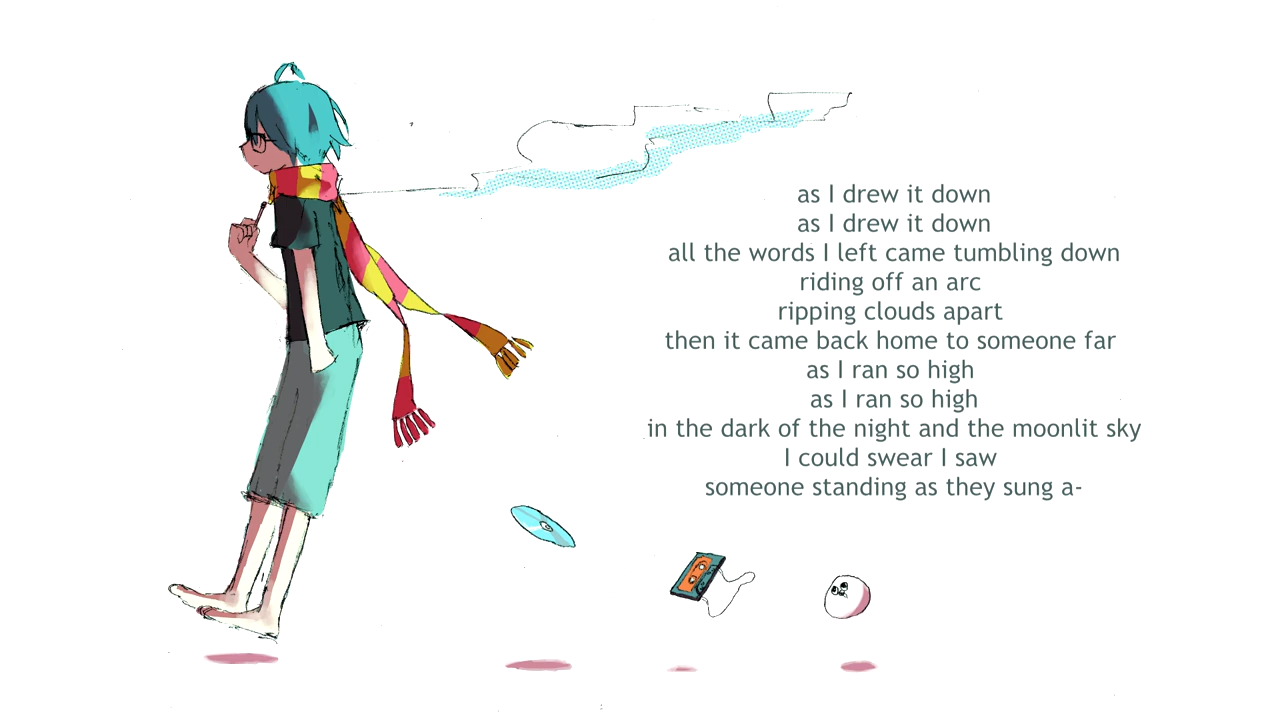 as I drew it down
as I drew it down
all the words I left came tumbling down
riding off an arc
ripping clouds apart
then it came back home to someone far
as I ran so high
as I ran so high
in the dark of the night and the moonlit sky
I could swear I saw
someone standing as they sung a-